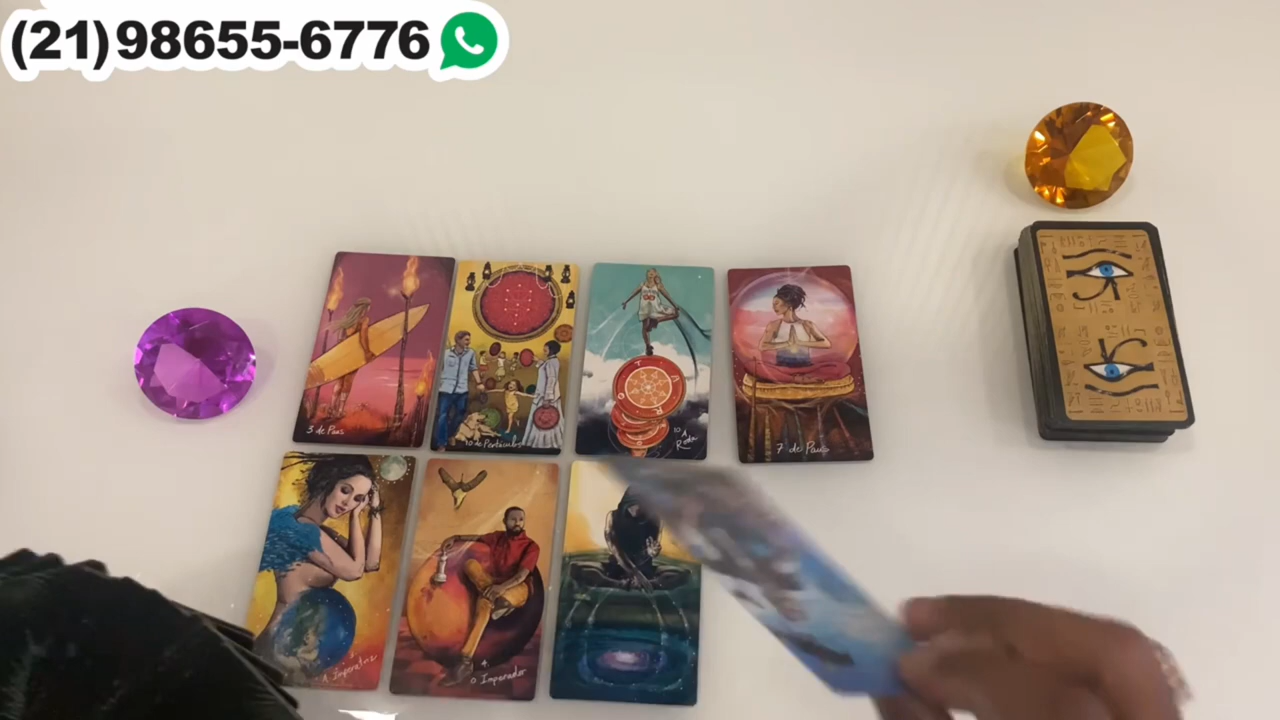 (21)98655-6776
3 de Paus
10 de Pentáculos
10
A
Roda
7 de Paus
A Imperatriz
4
O Imperador